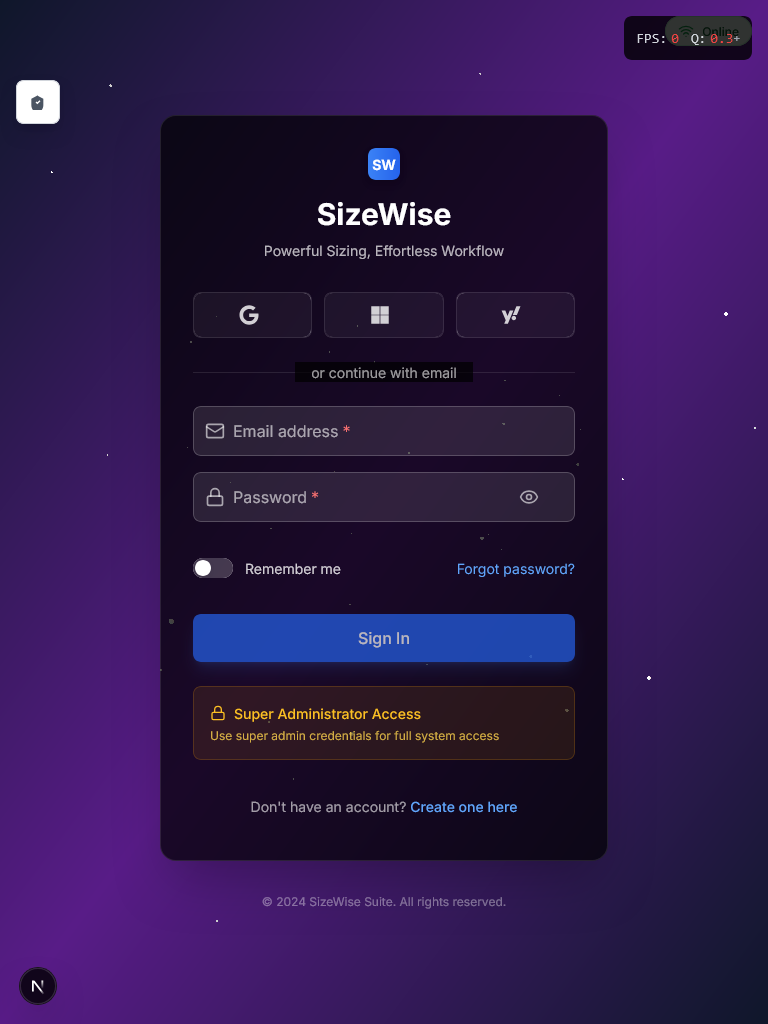 FPS: 0 Q: 0.3+
Online
SW
SizeWise
Powerful Sizing, Effortless Workflow
or continue with email
Email address *
Password *
Remember me
Forgot password?
Sign In
Super Administrator Access
Use super admin credentials for full system access
Don't have an account? Create one here
© 2024 SizeWise Suite. All rights reserved.
N